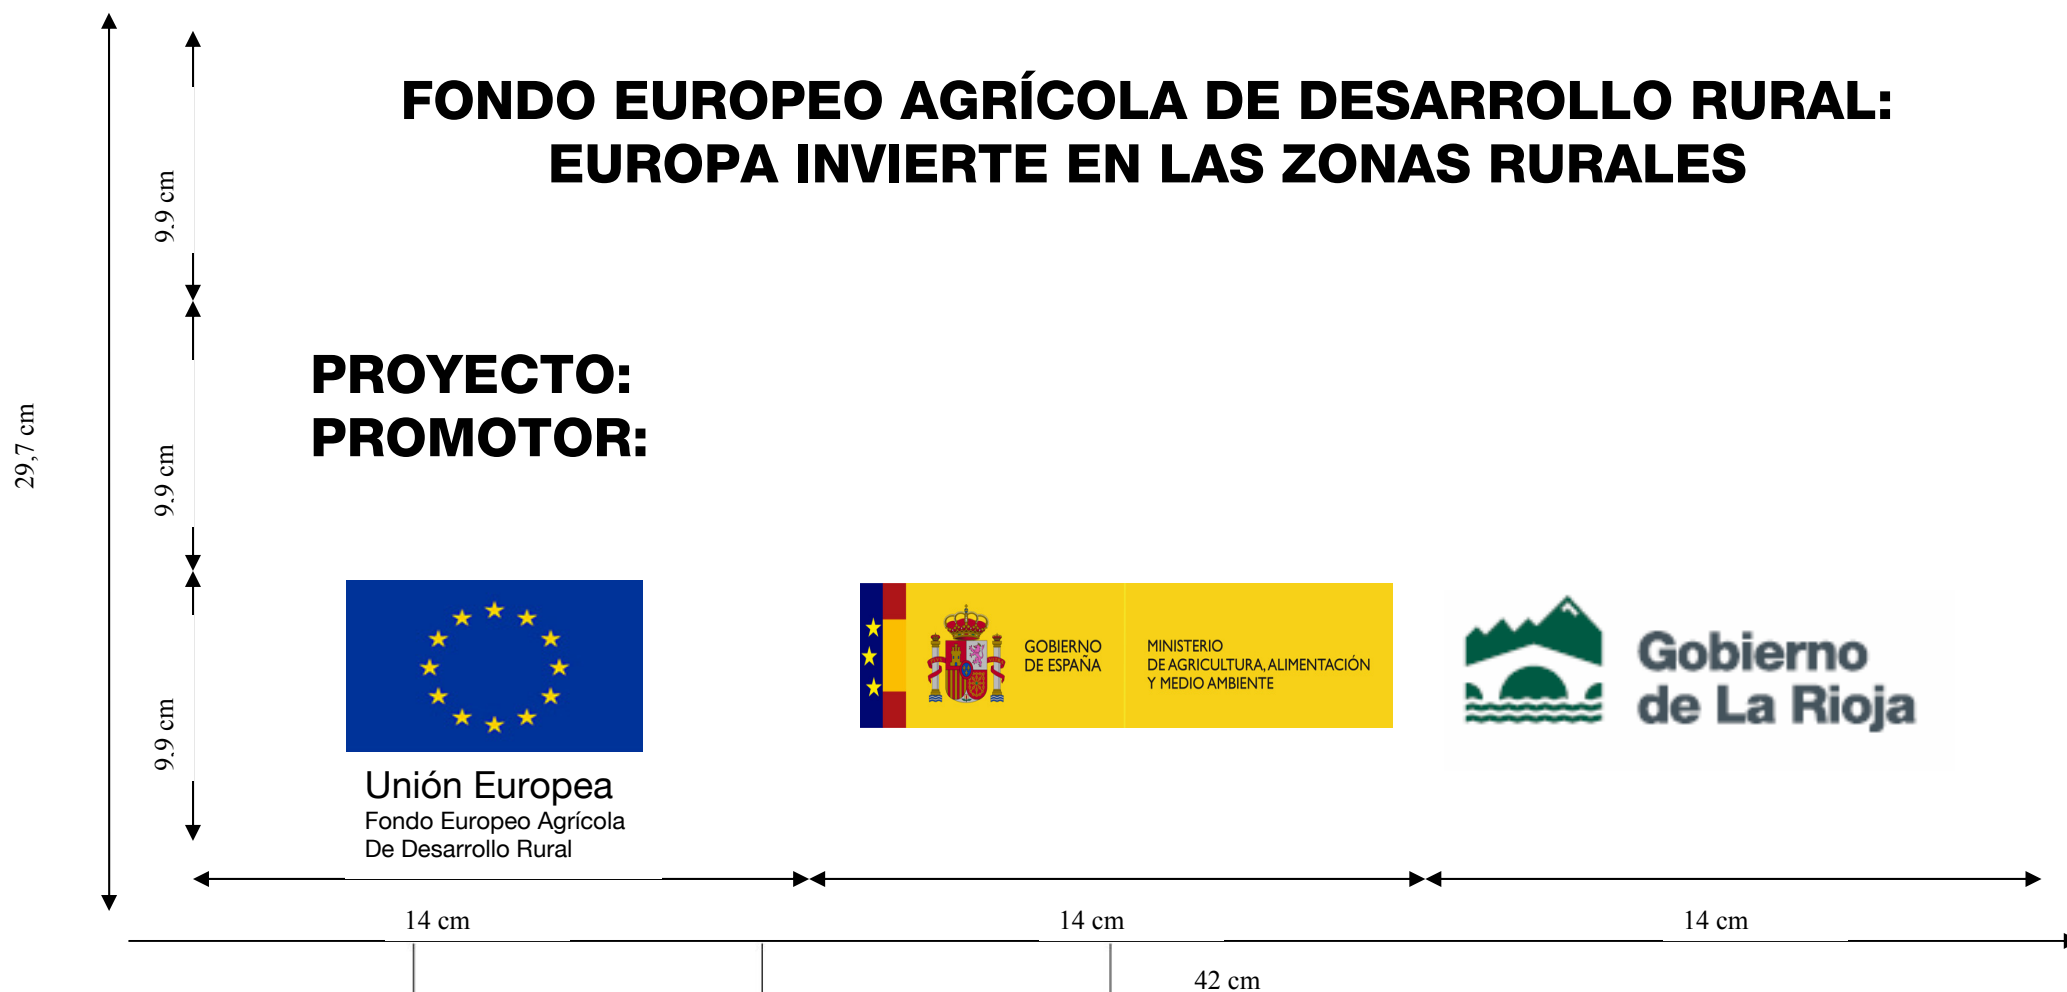 FONDO EUROPEO AGRÍCOLA DE DESARROLLO RURAL:
EUROPA INVIERTE EN LAS ZONAS RURALES
9.9 cm
PROYECTO:
PROMOTOR:
29,7 cm
9.9 cm
GOBIERNO
DE ESPAÑA
MINISTERIO
DE AGRICULTURA, ALIMENTACIÓN
Y MEDIO AMBIENTE
Gobierno
de La Rioja
9.9 cm
Unión Europea
Fondo Europeo Agrícola
De Desarrollo Rural
14 cm
14 cm
14 cm
42 cm